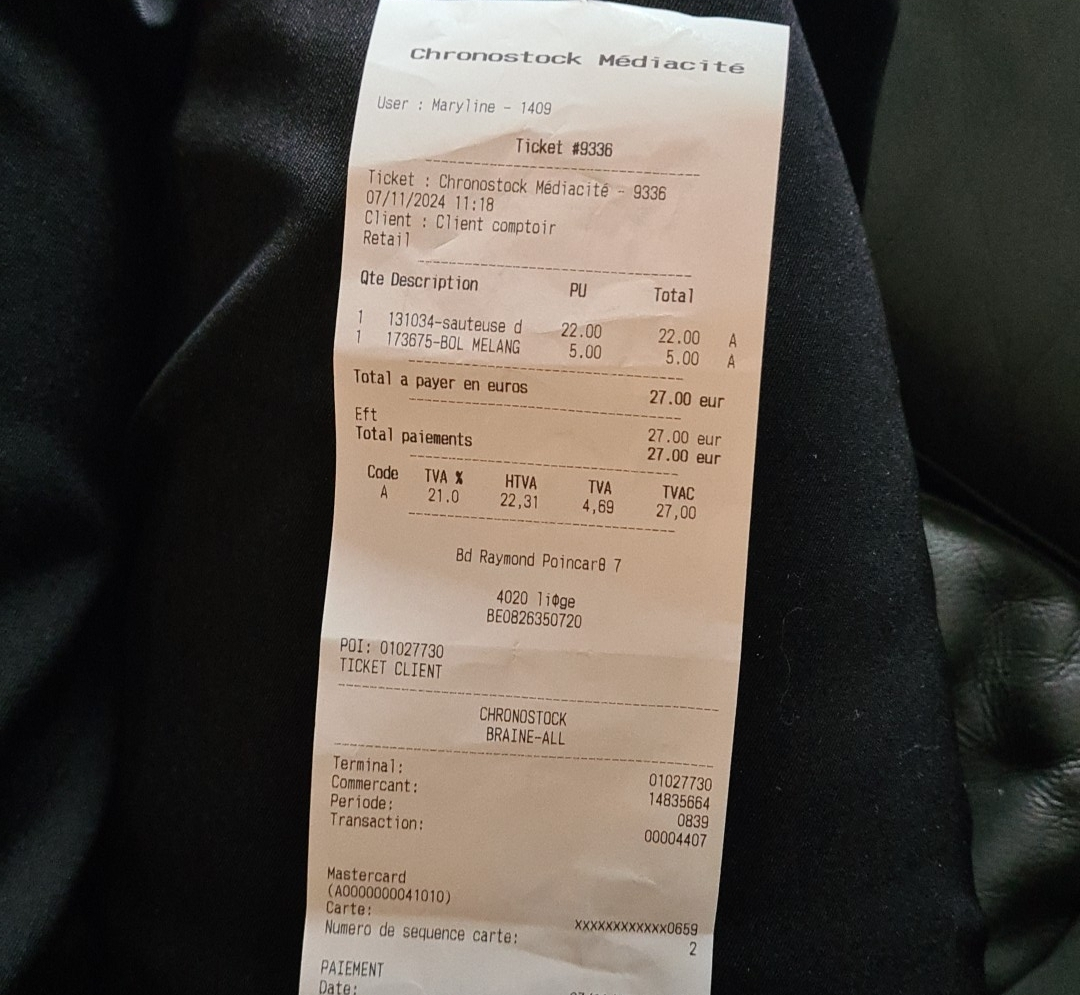 Chronostock Médiacité
User : Maryline - 1409
Ticket #9336
Ticket : Chronostock Médiacité - 9336
07/11/2024 11:18
Client : Client comptoir
Retail
Qte Description PU Total
1 131034-sauteuse d 22.00 22.00 A
1 173675-BOL MELANG 5.00 5.00 A
Total a payer en euros 27.00 eur
Eft 27.00 eur
Total paiements 27.00 eur
Code TVA % HTVA TVA TVAC
A 21.0 22,31 4,69 27,00
Bd Raymond Poincar8 7
4020 liΦge
BE0826350720
POI: 01027730
TICKET CLIENT
CHRONOSTOCK
BRAINE-ALL
Terminal: 01027730
Commercant: 14835664
Periode: 0839
Transaction: 00004407
Mastercard
(A0000000041010)
Carte: xxxxxxxxxxxx0659
Numero de sequence carte: 2
PAIEMENT
Date: